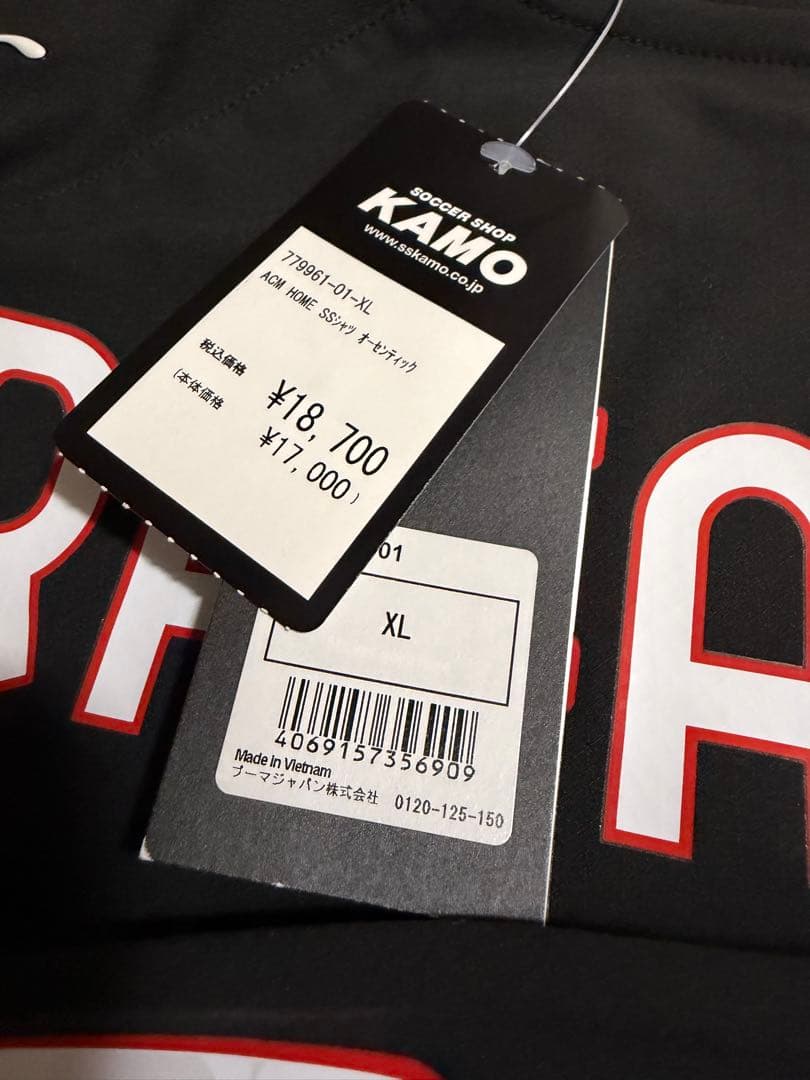 SOCCER SHOP
KAMO
www.sskamo.co.jp
779961-01-XL
ACM HOME SSシャツ オーセンティック
税込価格
¥18,700
(本体価格
¥17,000)
01
XL
4069157356909
Made in Vietnam
プーマジャパン株式会社 0120-125-150